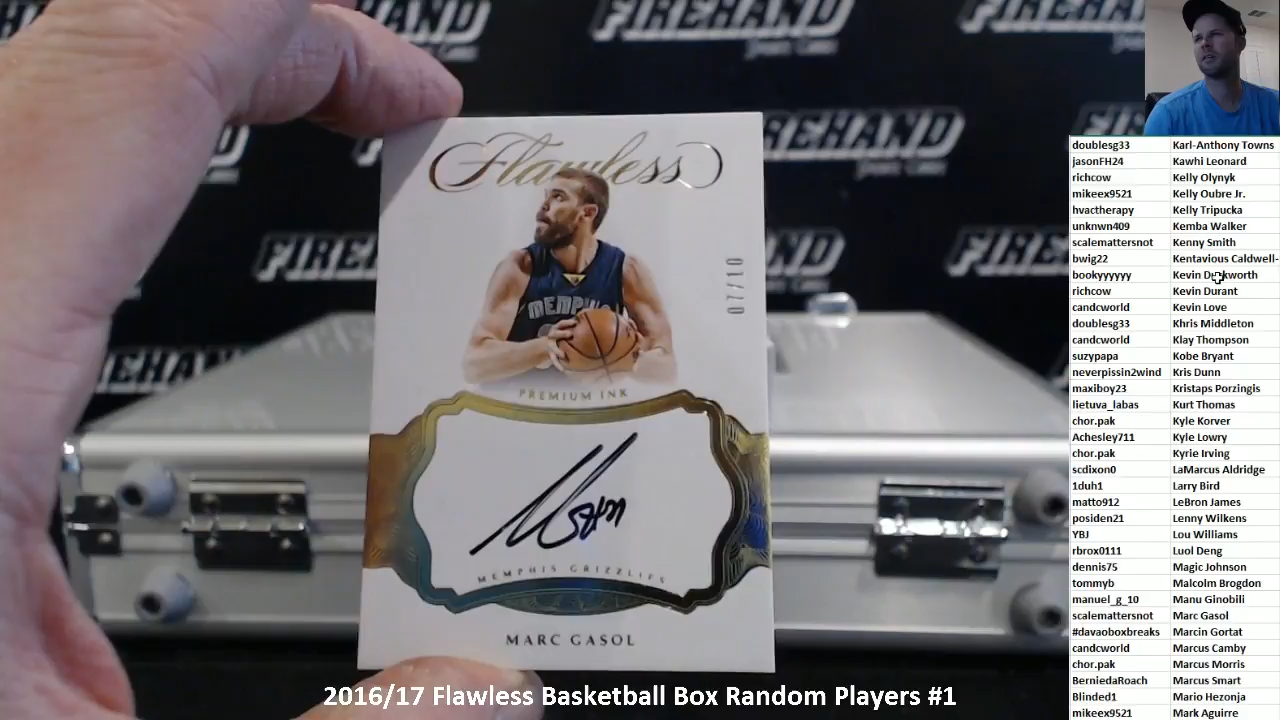 FIREHAND
FIREHAND
FIREHAND
FIREHAND
FIREHAND
FIREHAND
Flawless
07/10
MEMPHIS
PREMIUM INK
MEMPHIS GRIZZLIES
MARC GASOL
2016/17 Flawless Basketball Box Random Players #1
doublesg33 Karl-Anthony Towns
jasonFH24 Kawhi Leonard
richcow Kelly Olynyk
mikeex9521 Kelly Oubre Jr.
hvactherapy Kelly Tripucka
unknwn409 Kemba Walker
scalemattersnot Kenny Smith
bwig22 Kentavious Caldwell-
bookyyyyyy Kevin Duckworth
richcow Kevin Durant
candcworld Kevin Love
doublesg33 Khris Middleton
candcworld Klay Thompson
suzypapa Kobe Bryant
neverpissin2wind Kris Dunn
maxiboy23 Kristaps Porzingis
lietuva_labas Kurt Thomas
chor.pak Kyle Korver
Achesley711 Kyle Lowry
chor.pak Kyrie Irving
scdixon0 LaMarcus Aldridge
1duh1 Larry Bird
matto912 LeBron James
posiden21 Lenny Wilkens
YBJ Lou Williams
rbrox0111 Luol Deng
dennis75 Magic Johnson
tommyb Malcolm Brogdon
manuel_g_10 Manu Ginobili
scalemattersnot Marc Gasol
#davaoboxbreaks Marcin Gortat
candcworld Marcus Camby
chor.pak Marcus Morris
BerniedaRoach Marcus Smart
Blinded1 Mario Hezonja
mikeex9521 Mark Aguirre